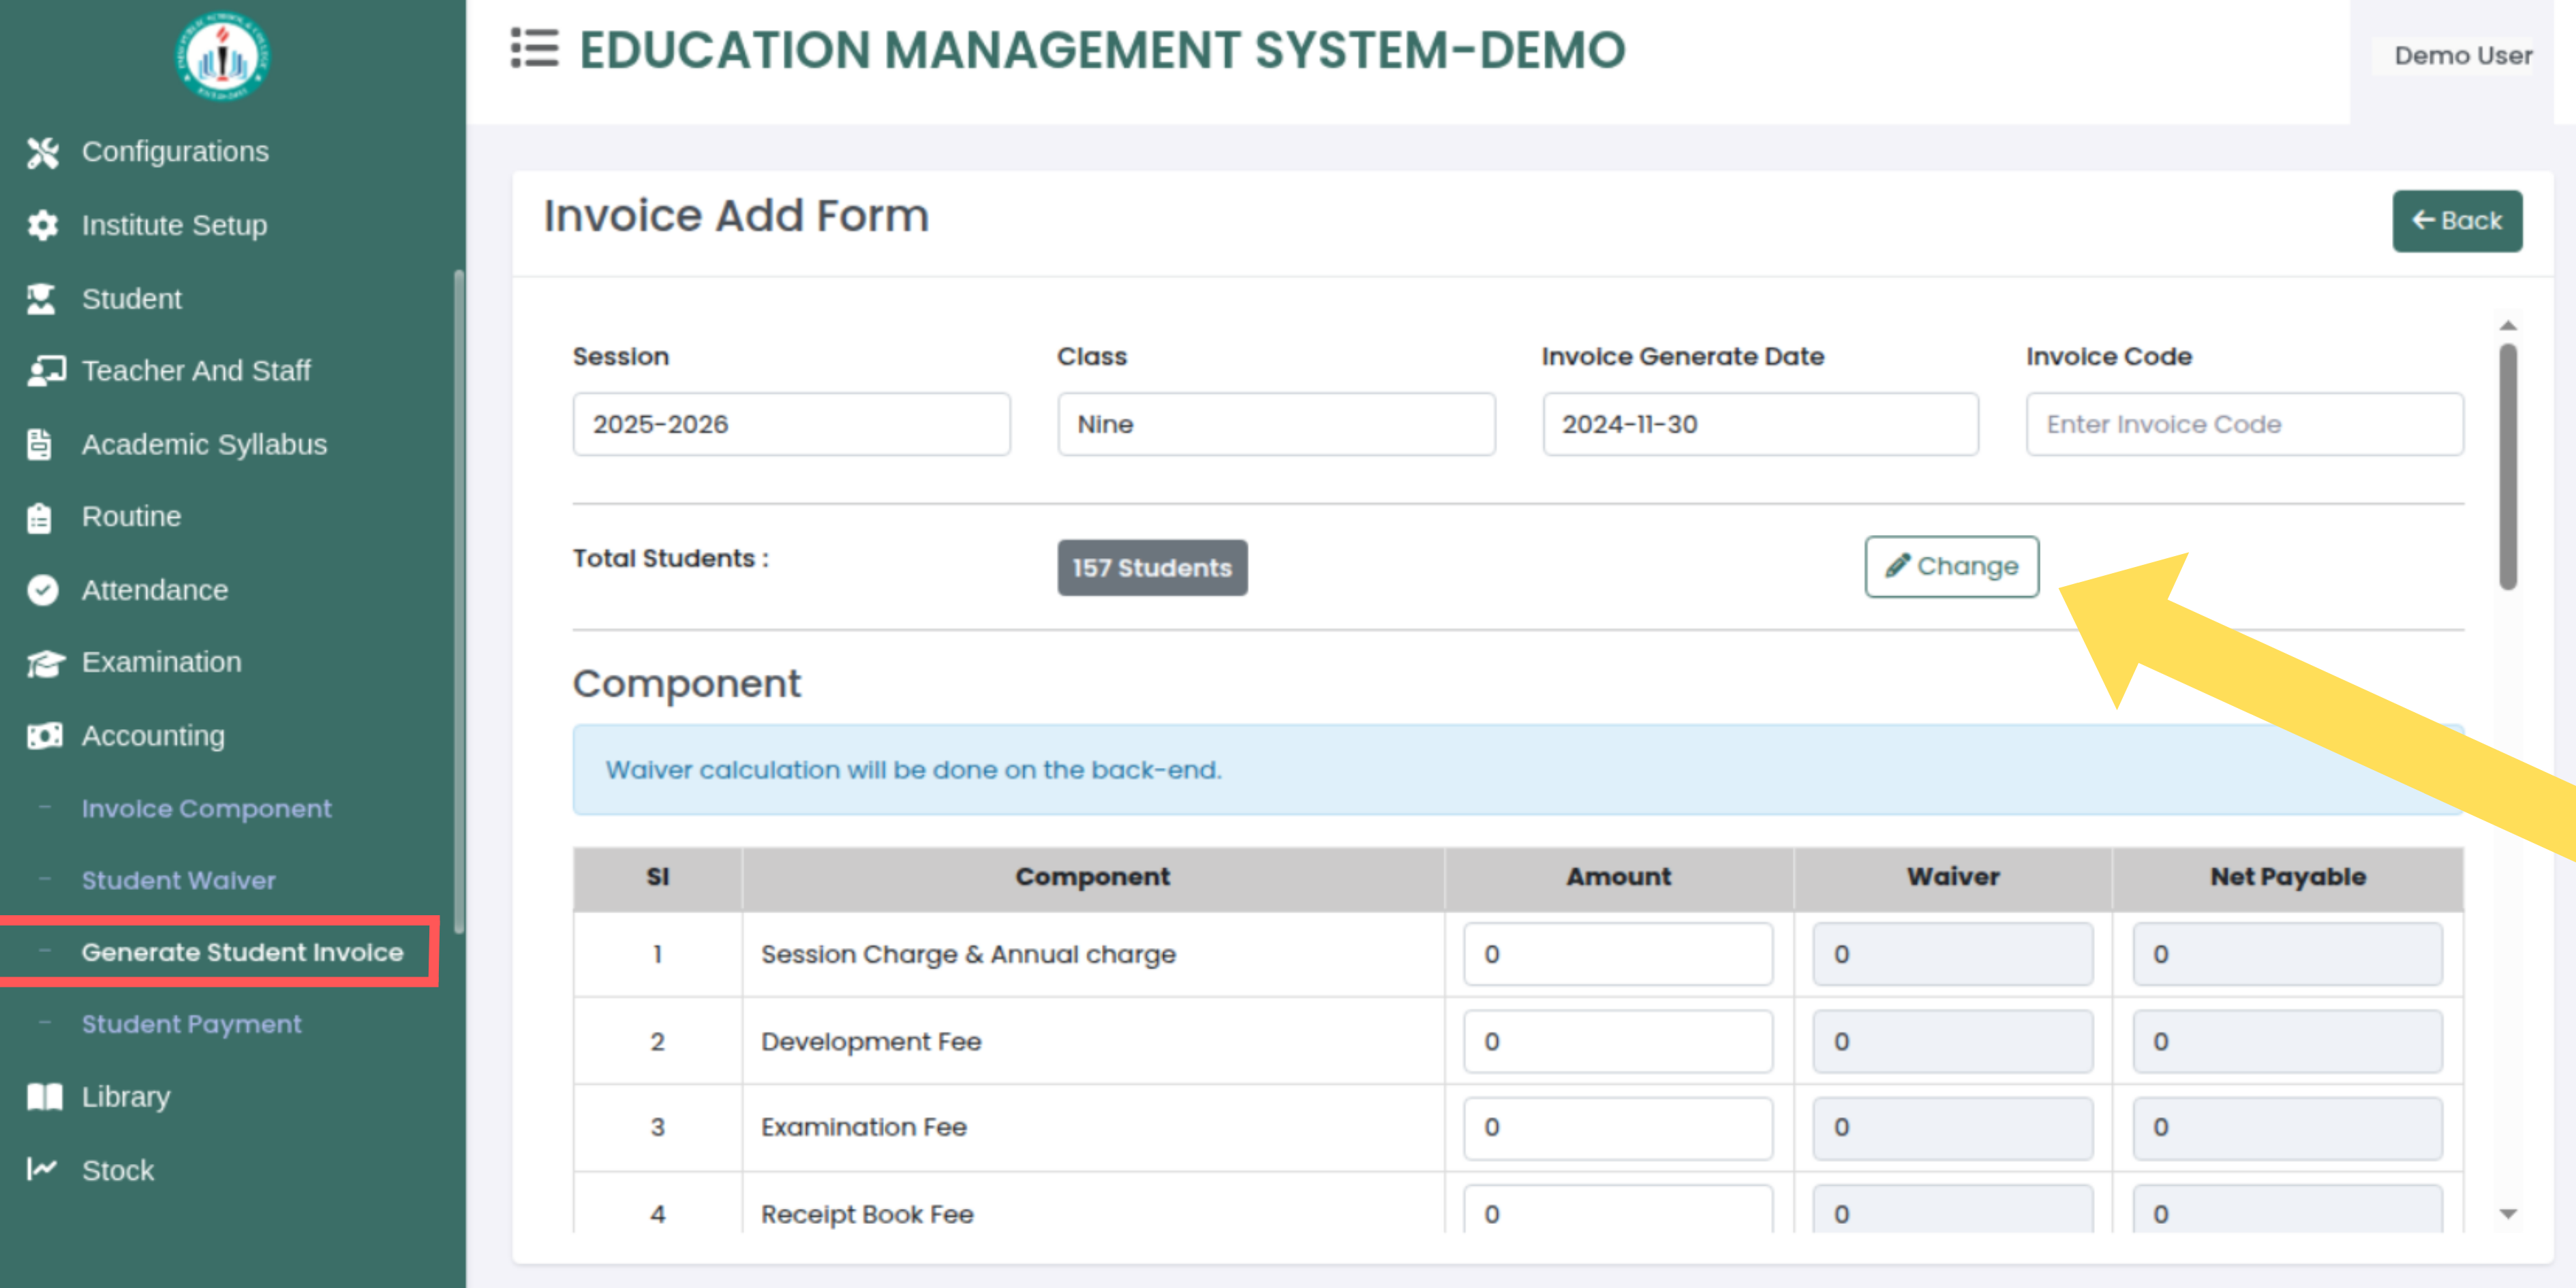 EDUCATION MANAGEMENT SYSTEM-DEMO
Demo User
Configurations
Institute Setup
Student
Teacher And Staff
Academic Syllabus
Routine
Attendance
Examination
Accounting
- Invoice Component
- Student Waiver
- Generate Student Invoice
- Student Payment
Library
Stock
Invoice Add Form
Back
Session Class Invoice Generate Date Invoice Code
2025-2026 Nine 2024-11-30 Enter Invoice Code
Total Students : 157 Students Change
Component
Waiver calculation will be done on the back-end.
Sl Component Amount Waiver Net Payable
1 Session Charge & Annual charge 0 0 0
2 Development Fee 0 0 0
3 Examination Fee 0 0 0
4 Receipt Book Fee 0 0 0